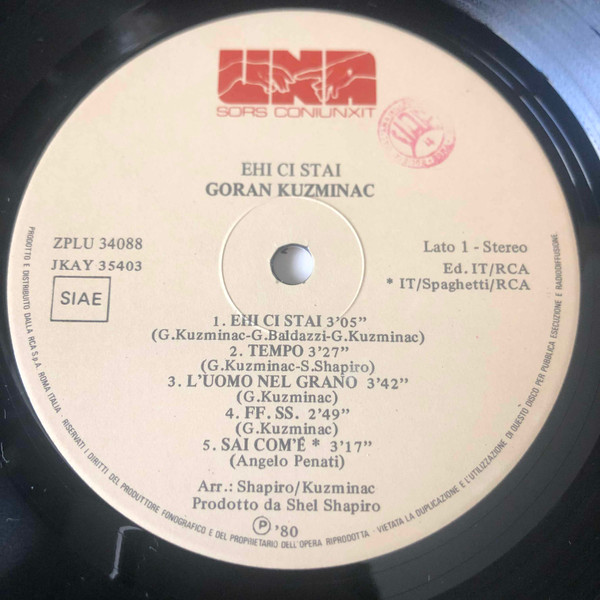 UNA
SORS CONIUNXIT
EHI CI STAI
GORAN KUZMINAC
ZPLU 34088
JKAY 35403
SIAE
Lato 1 - Stereo
Ed. IT/RCA
* IT/Spaghetti/RCA
1. EHI CI STAI 3'05"
(G.Kuzminac-G.Baldazzi-G.Kuzminac)
2. TEMPO 3'27"
(G.Kuzminac-S.Shapiro)
3. L'UOMO NEL GRANO 3'42"
(G.Kuzminac)
4. FF. SS. 2'49"
(G.Kuzminac)
5. SAI COM'É * 3'17"
(Angelo Penati)
Arr.: Shapiro/Kuzminac
Prodotto da Shel Shapiro
Ⓟ '80
PRODOTTO E DISTRIBUITO DALLA RCA S.p.A. ROMA ITALIA · RISERVATI I DIRITTI DEL PRODUTTORE FONOGRAFICO E DEL PROPRIETARIO DELL'OPERA RIPRODOTTA · VIETATA LA DUPLICAZIONE E L'UTILIZZAZIONE DI QUESTO DISCO PER PUBBLICA ESECUZIONE E RADIODIFFUSIONE.